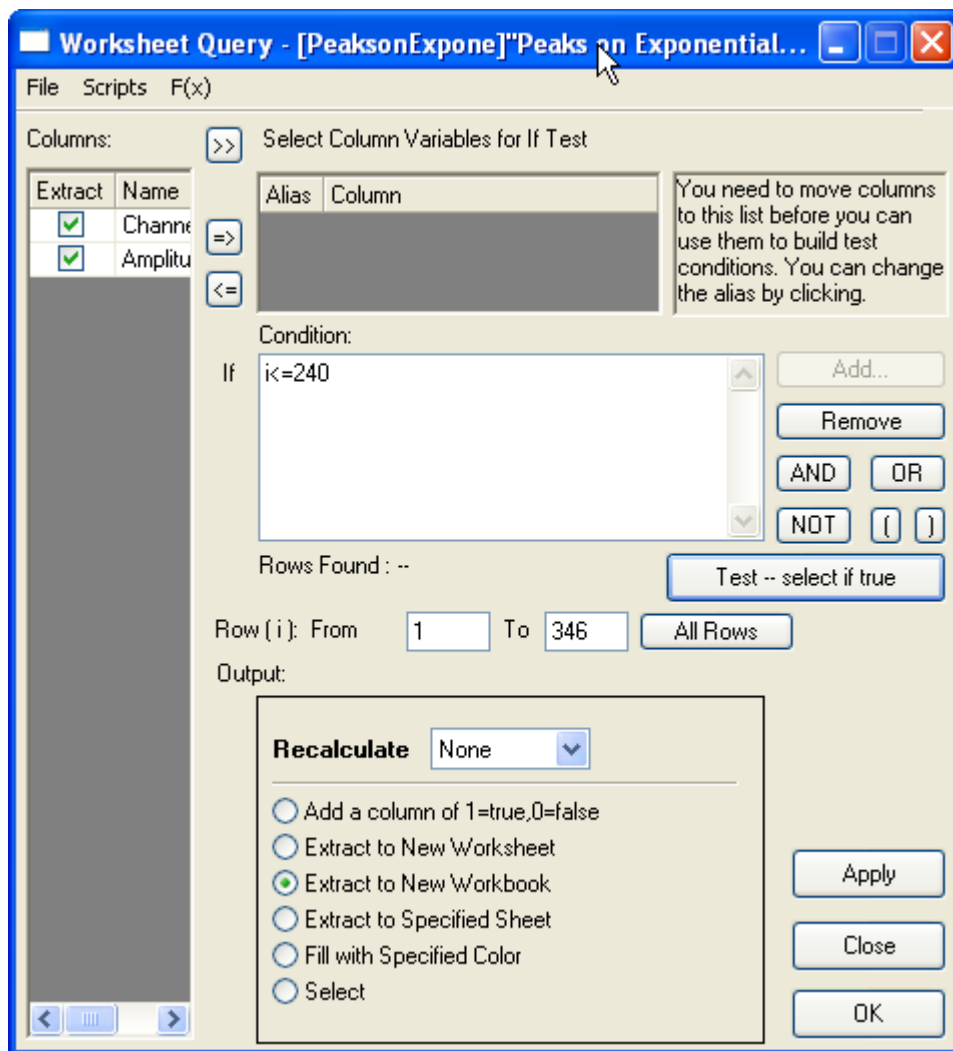 Worksheet Query - [PeaksonExpone]"Peaks on Exponential...
File Scripts F(x)
Columns:
>> Select Column Variables for If Test
Extract Name
Channe
Amplitu
=>
<=
Alias Column
You need to move columns
to this list before you can
use them to build test
conditions. You can change
the alias by clicking.
Condition:
If i<=240
Add...
Remove
AND OR
NOT ( )
Rows Found : --
Test -- select if true
Row ( i ): From 1 To 346 All Rows
Output:
Recalculate None
Add a column of 1=true,0=false
Extract to New Worksheet
Extract to New Workbook
Extract to Specified Sheet
Fill with Specified Color
Select
Apply
Close
OK